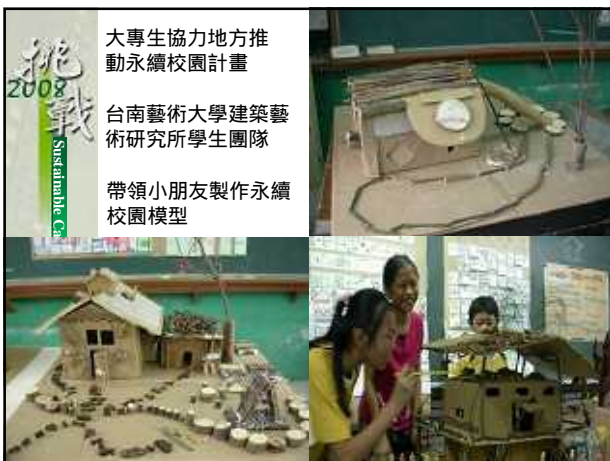 挑戰
2008
Sustainable Ca
大專生協力地方推
動永續校園計畫
台南藝術大學建築藝
術研究所學生團隊
帶領小朋友製作永續
校園模型